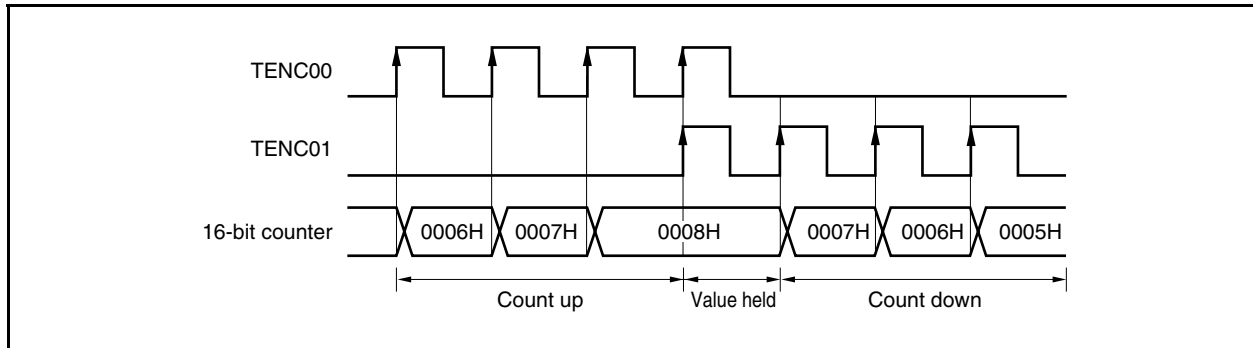 TENC00
TENC01
16-bit counter 0006H 0007H 0008H 0007H 0006H 0005H
Count up Value held Count down